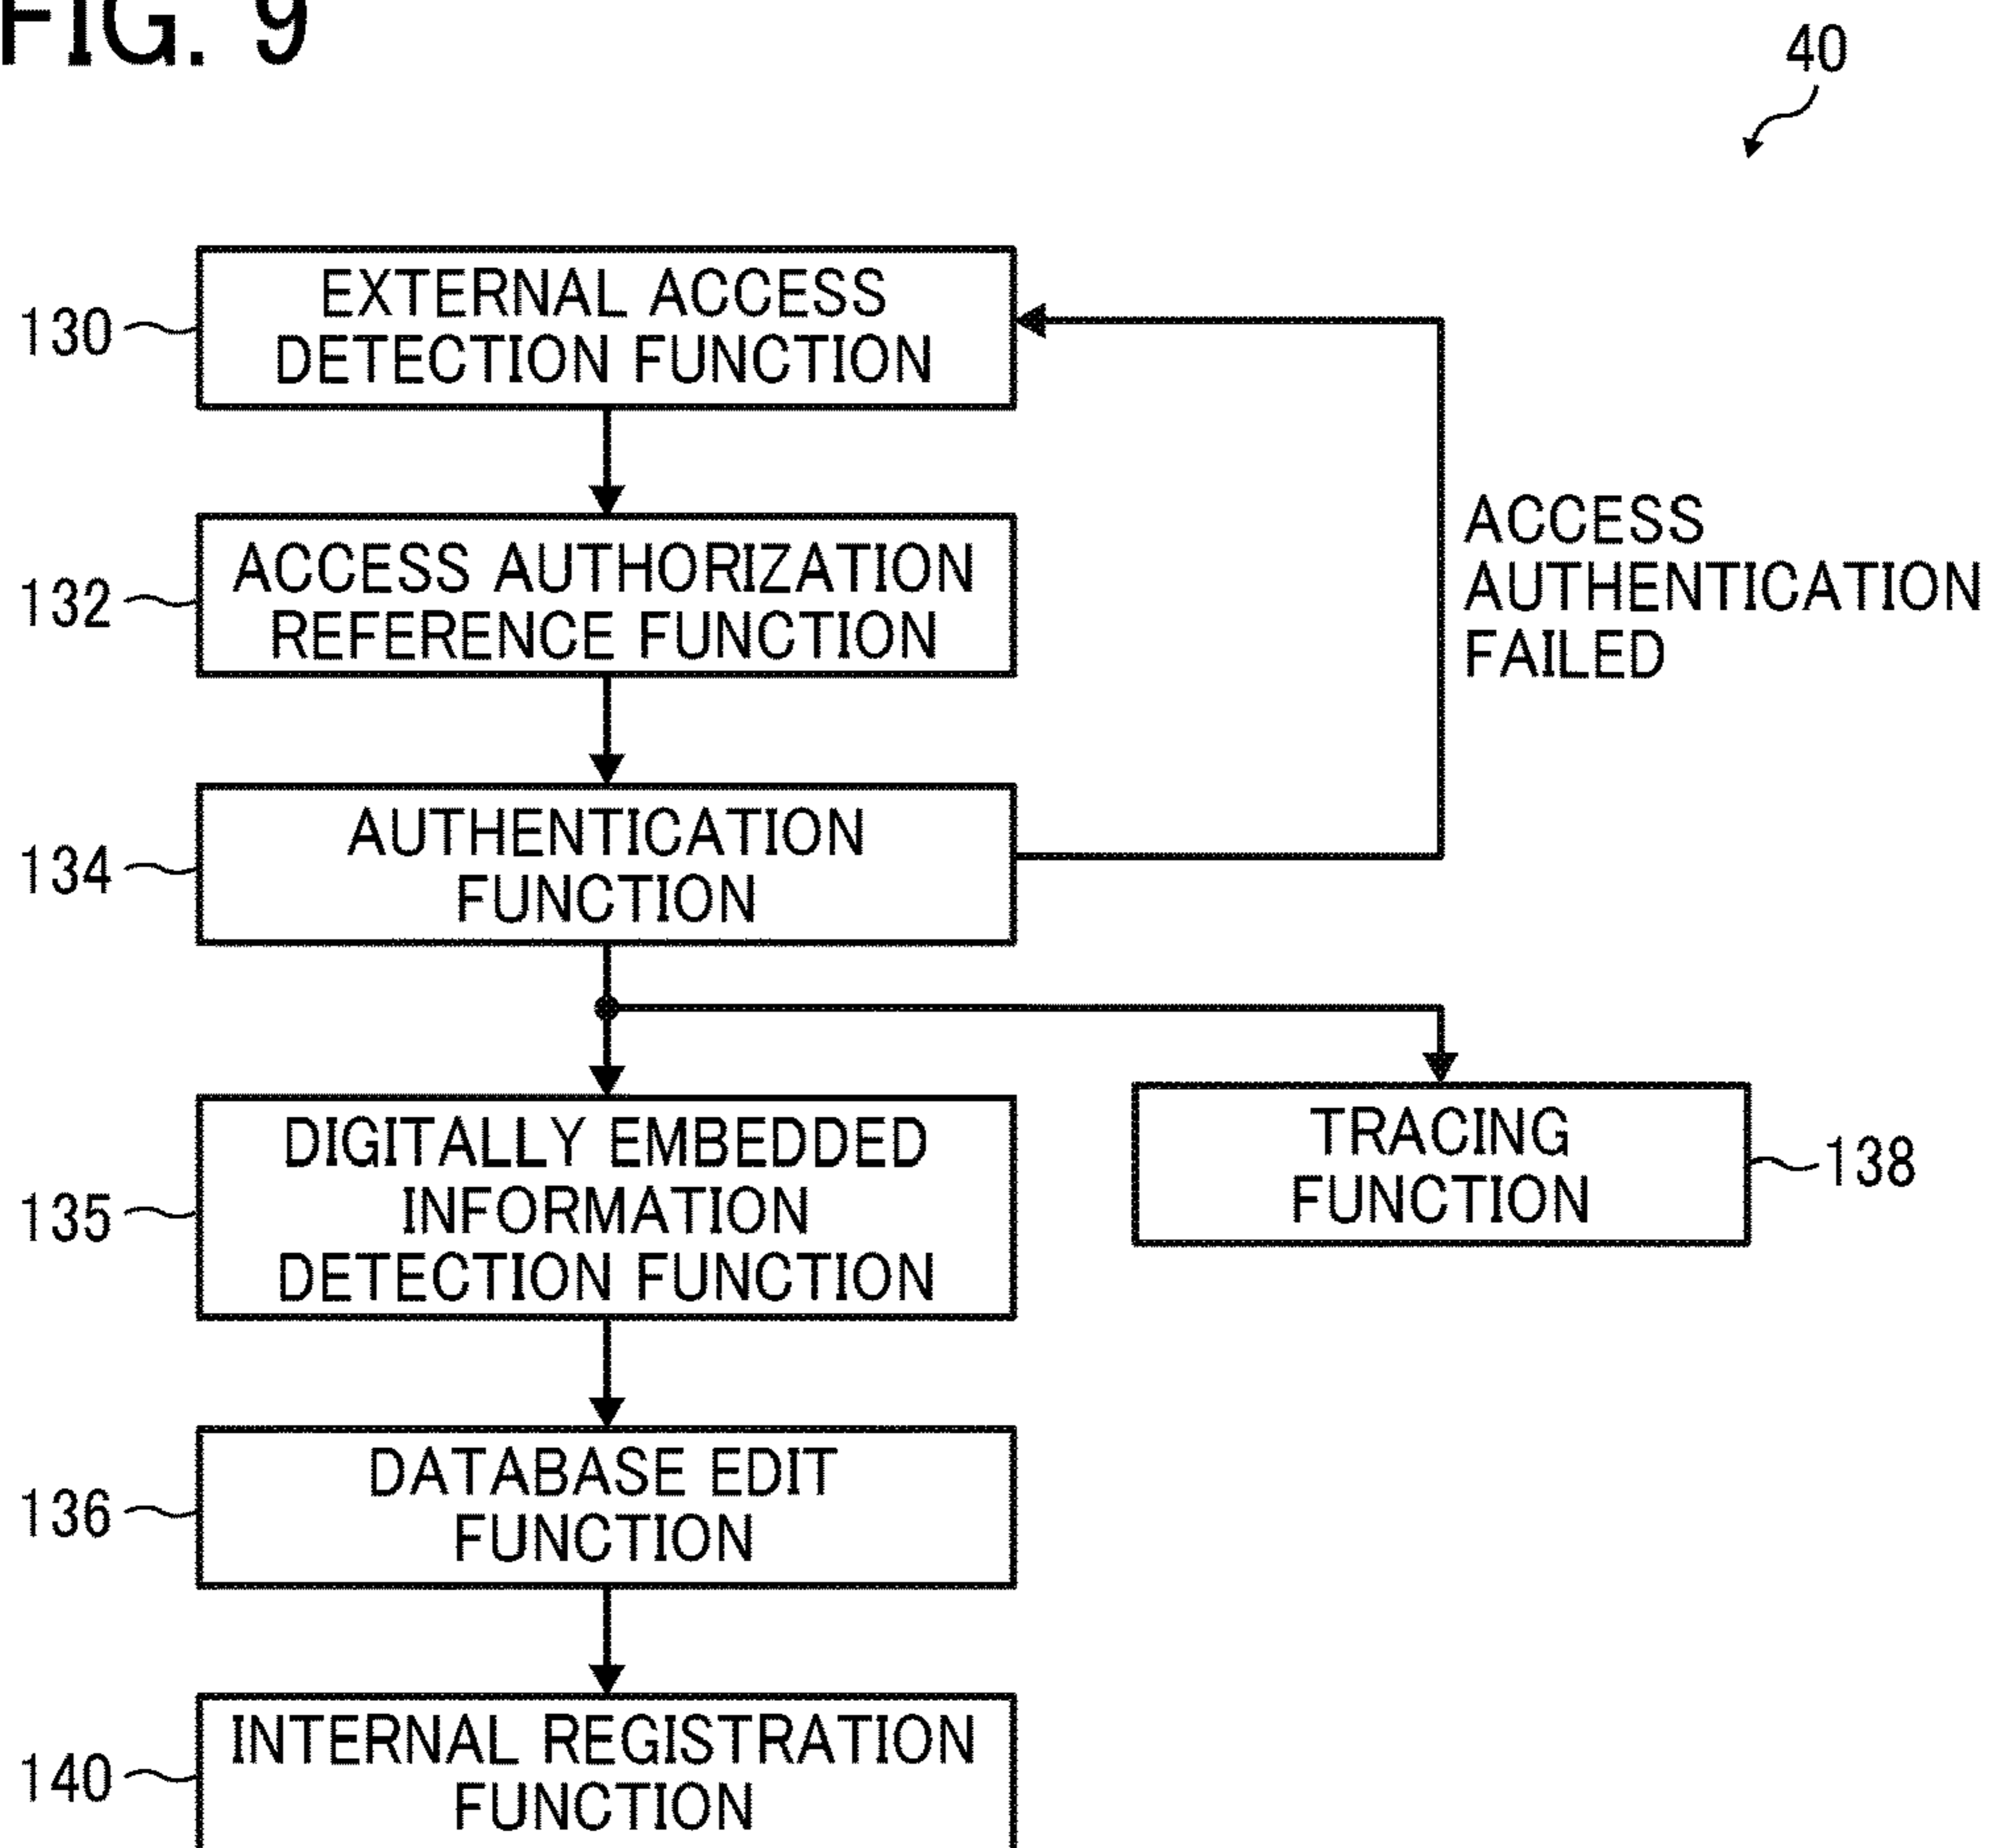 FIG. 9
40
130
EXTERNAL ACCESS
DETECTION FUNCTION
132
ACCESS AUTHORIZATION
REFERENCE FUNCTION
ACCESS
AUTHENTICATION
FAILED
134
AUTHENTICATION
FUNCTION
135
DIGITALLY EMBEDDED
INFORMATION
DETECTION FUNCTION
TRACING
FUNCTION
138
136
DATABASE EDIT
FUNCTION
140
INTERNAL REGISTRATION
FUNCTION